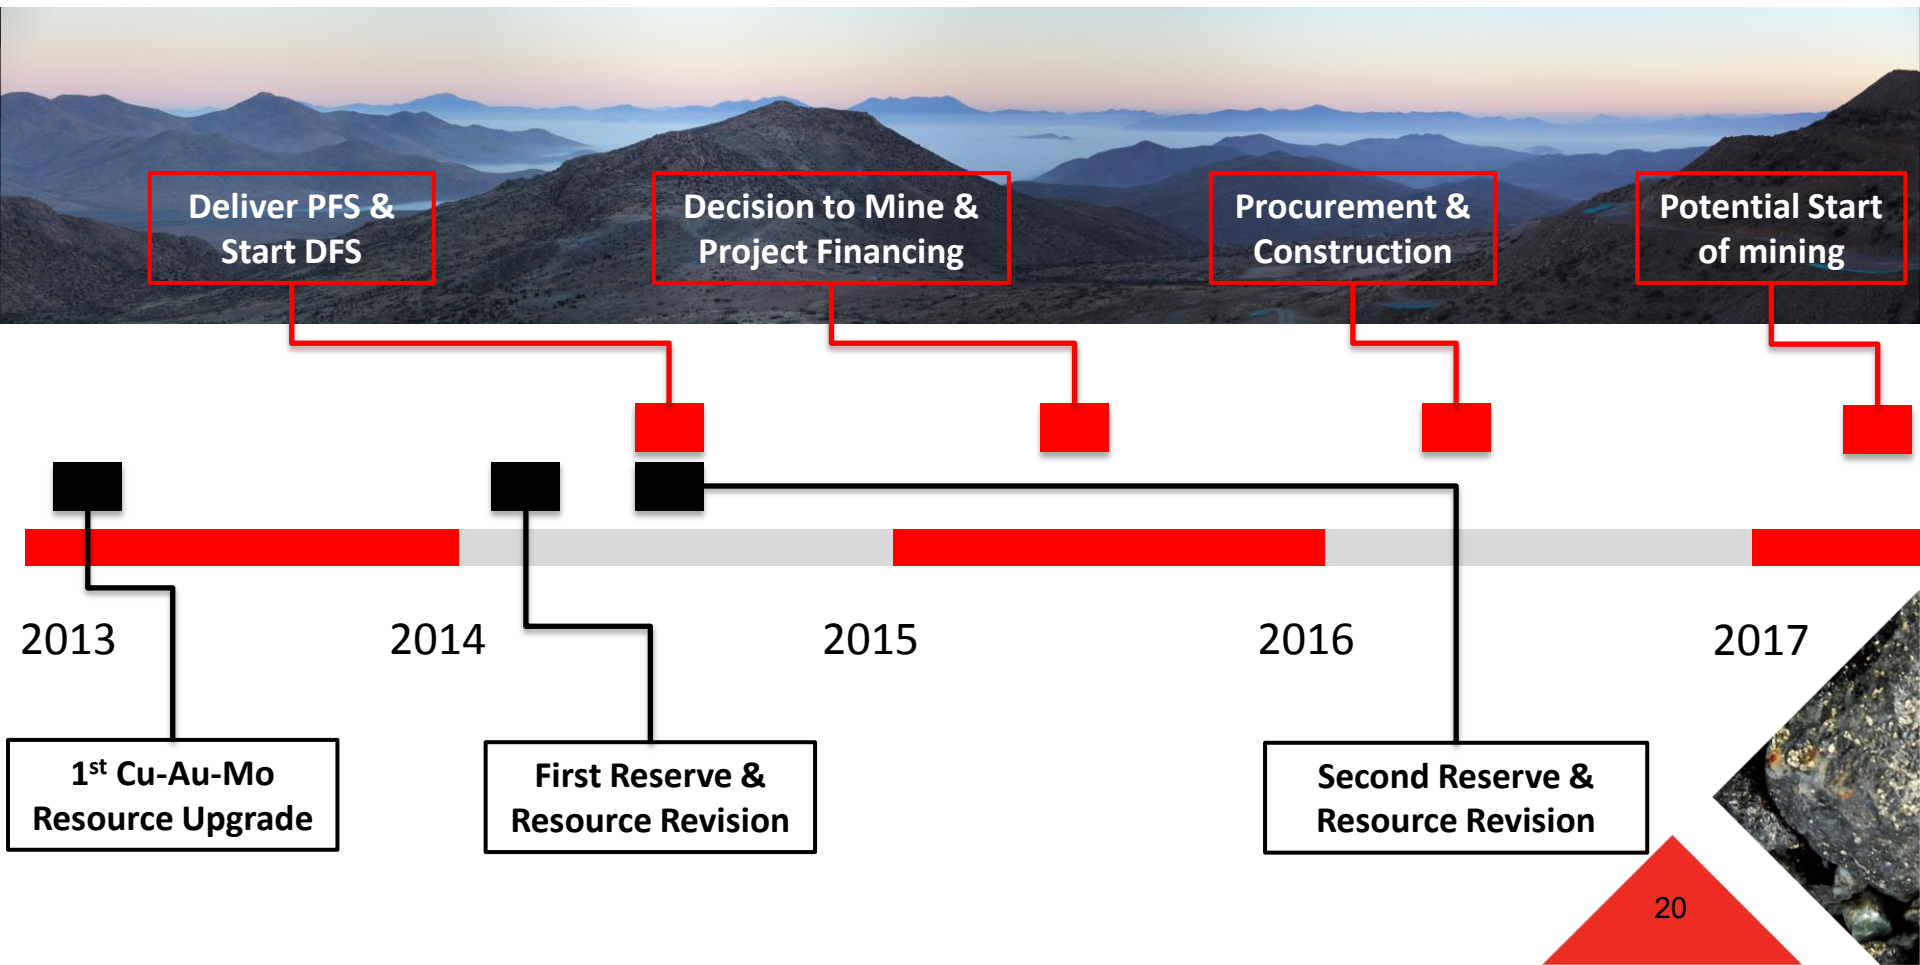 Deliver PFS &
Start DFS
Decision to Mine &
Project Financing
Procurement &
Construction
Potential Start
of mining
2013
2014
2015
2016
2017
1st Cu-Au-Mo
Resource Upgrade
First Reserve &
Resource Revision
Second Reserve &
Resource Revision
20